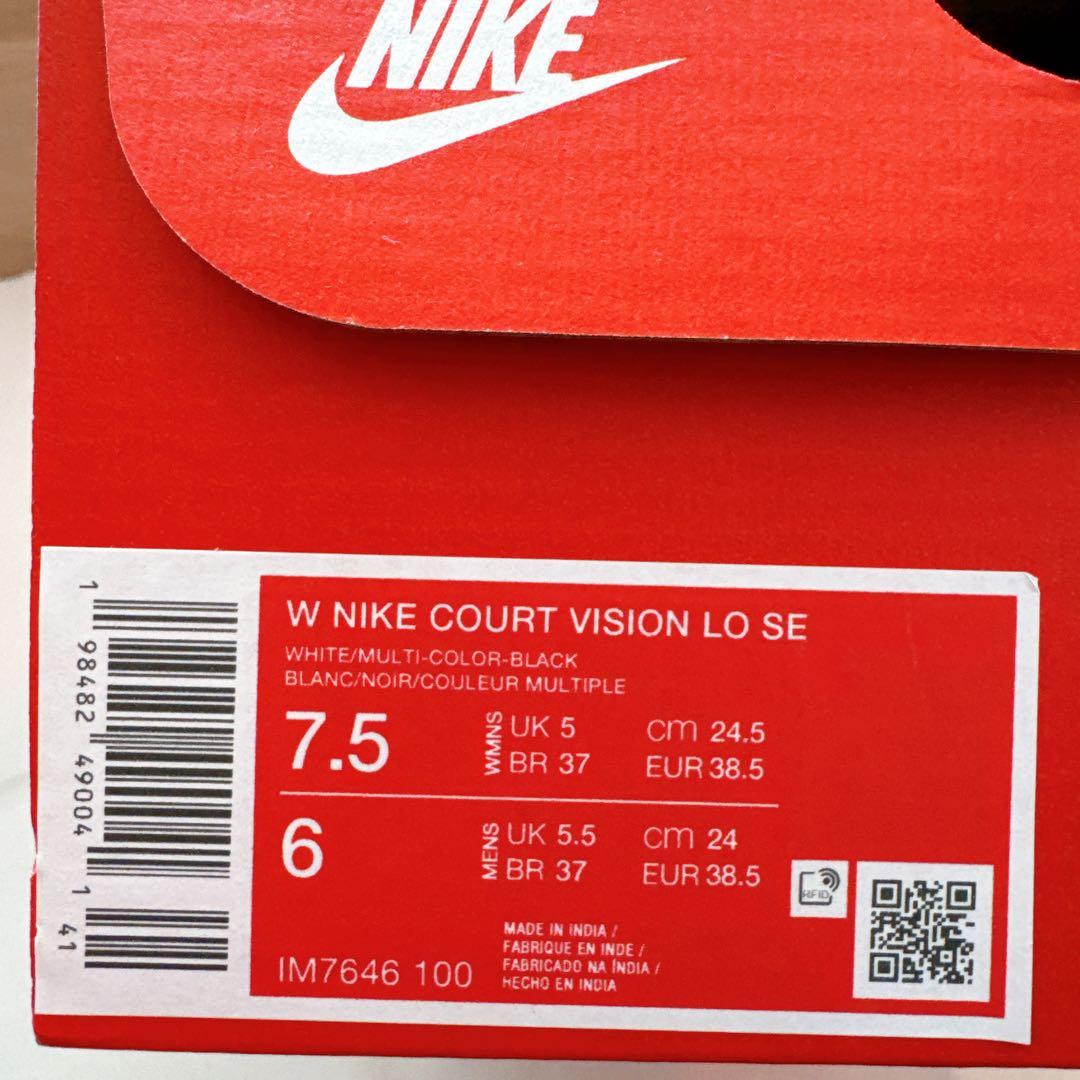 NIKE
W NIKE COURT VISION LO SE
WHITE/MULTI-COLOR-BLACK
BLANC/NOIR/COULEUR MULTIPLE
7.5 WMNS UK 5 cm 24.5
BR 37 EUR 38.5
6 MENS UK 5.5 cm 24
BR 37 EUR 38.5
RFID
MADE IN INDIA /
FABRIQUE EN INDE /
FABRICADO NA ÍNDIA /
HECHO EN INDIA
IM7646 100
1 98482 49004 1 41